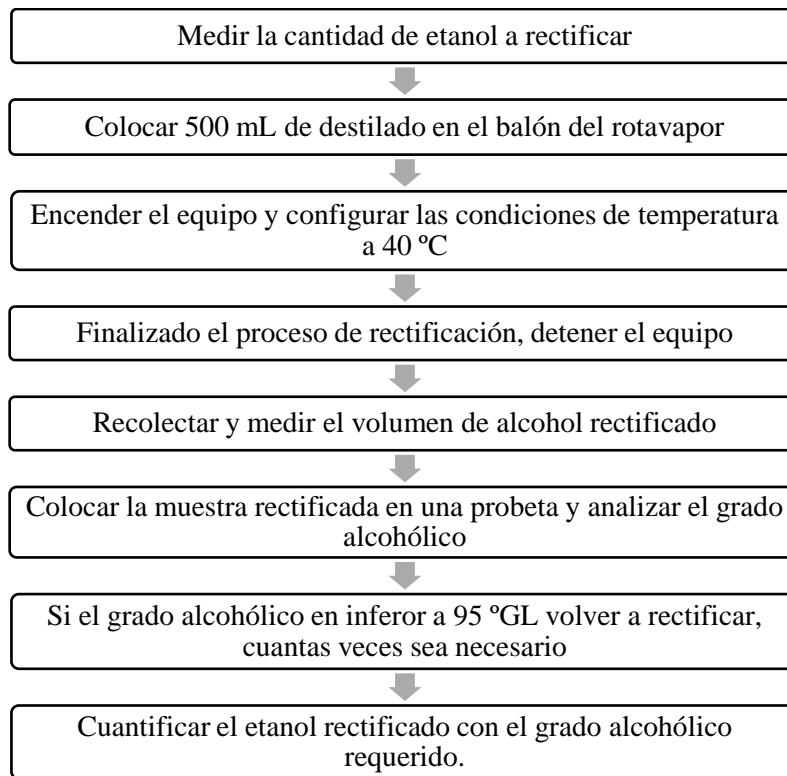 Medir la cantidad de etanol a rectificar
Colocar 500 mL de destilado en el balón del rotavapor
Encender el equipo y configurar las condiciones de temperatura
a 40 ºC
Finalizado el proceso de rectificación, detener el equipo
Recolectar y medir el volumen de alcohol rectificado
Colocar la muestra rectificada en una probeta y analizar el grado
alcohólico
Si el grado alcohólico en inferor a 95 ºGL volver a rectificar,
cuantas veces sea necesario
Cuantificar el etanol rectificado con el grado alcohólico
requerido.